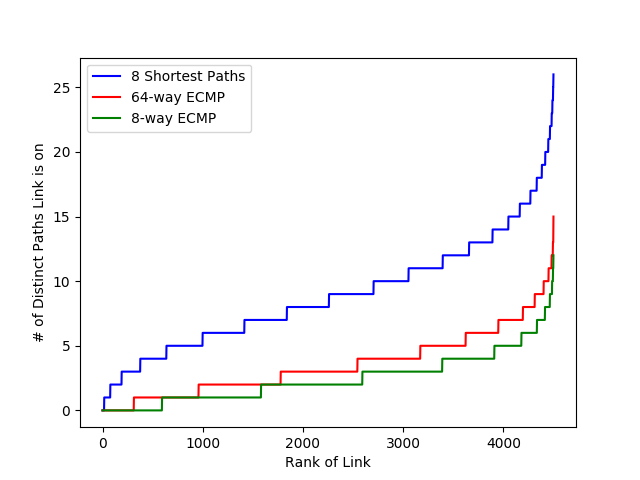 25
20
15
10
5
0
# of Distinct Paths Link is on
8 Shortest Paths
64-way ECMP
8-way ECMP
0 1000 2000 3000 4000
Rank of Link